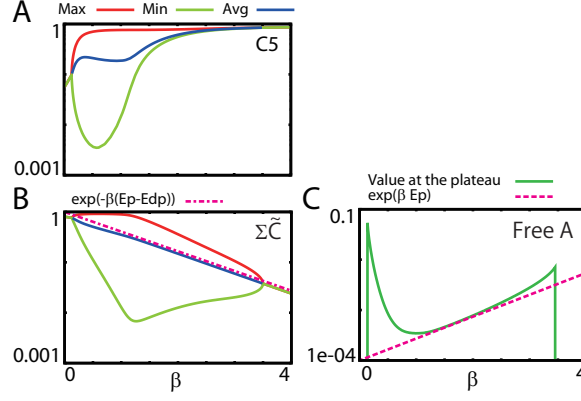 A
Max Min Avg
1
C5
0.001
exp(-β(Ep-Edp))
B
1
ΣC̃
0.001
0 β 4
C
Value at the plateau
exp(β Ep)
0.1
Free A
1e-04
0 β 4